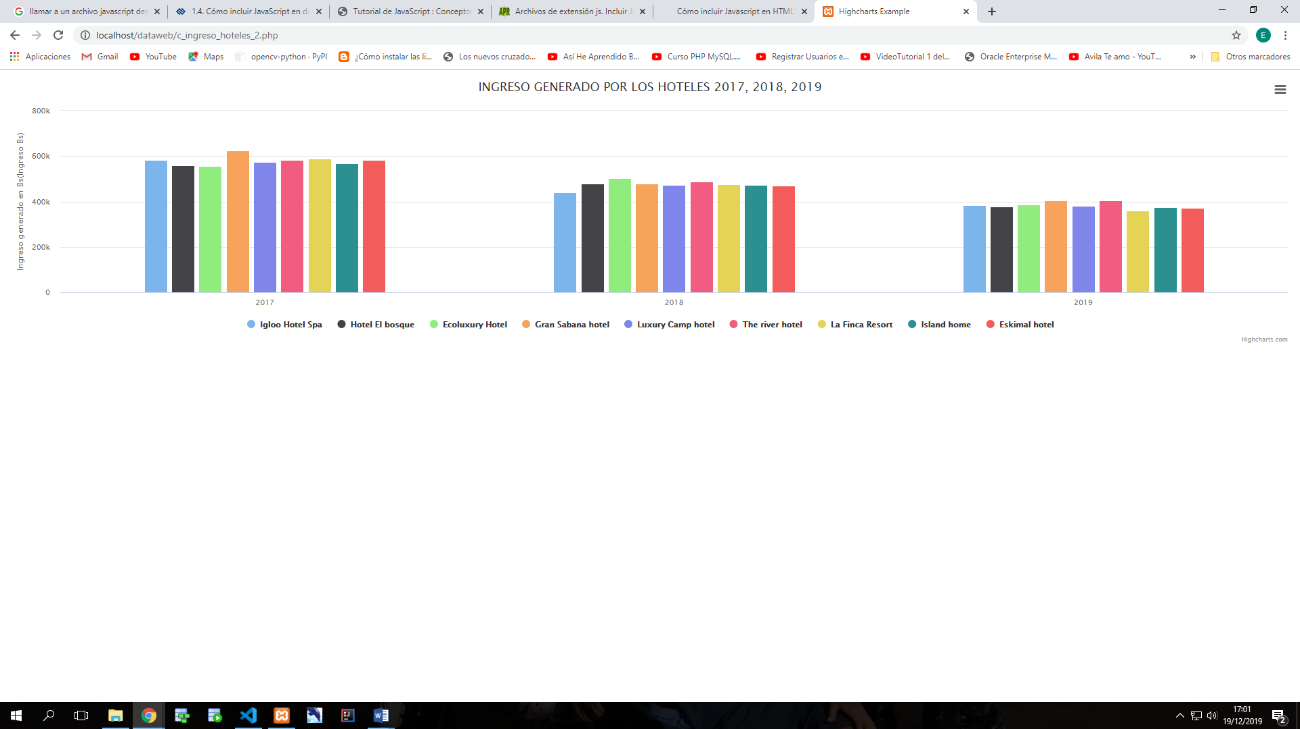 llamar a un archivo javascript des
1.4. Cómo incluir JavaScript en do
Tutorial de JavaScript : Concepto
Archivos de extensión js. Incluir J
Cómo incluir Javascript en HTML
Highcharts Example
localhost/dataweb/c_ingreso_hoteles_2.php
E
Aplicaciones
Gmail
YouTube
Maps
opencv-python · PyPI
¿Cómo instalar las li...
Los nuevos cruzado...
Así He Aprendido B...
Curso PHP MySQL....
Registrar Usuarios e...
VideoTutorial 1 del...
Oracle Enterprise M...
Avila Te amo - YouT...
»
Otros marcadores
INGRESO GENERADO POR LOS HOTELES 2017, 2018, 2019
Ingreso generado en Bs(Ingreso Bs)
800k
600k
400k
200k
0
2017
2018
2019
Igloo Hotel Spa
Hotel El bosque
Ecoluxury Hotel
Gran Sabana hotel
Luxury Camp hotel
The river hotel
La Finca Resort
Island home
Eskimal hotel
Highcharts.com
17:01
19/12/2019
2